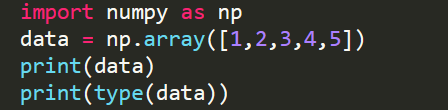 import numpy as np
data = np.array([1,2,3,4,5])
print(data)
print(type(data))